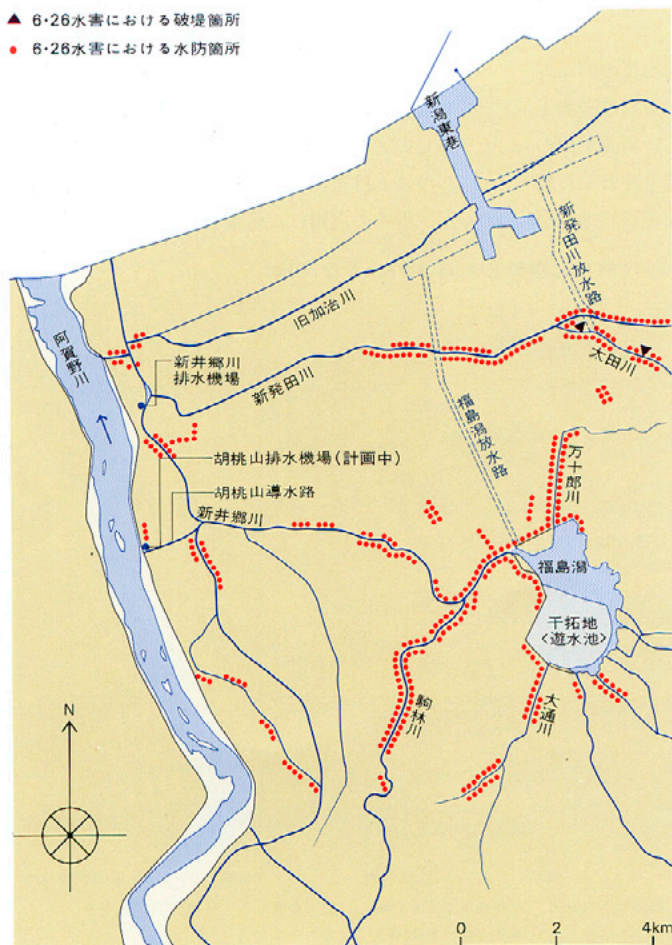 ▲ 6・26水害における破堤箇所
● 6・26水害における水防箇所
新潟東港
新発田川放水路
旧加治川
阿賀野川
新井郷川
排水機場
新発田川
太田川
福島潟放水路
万十郎川
胡桃山排水機場(計画中)
胡桃山導水路
新井郷川
福島潟
干拓地
<遊水池>
駒林川
大通川
N
0 2 4km